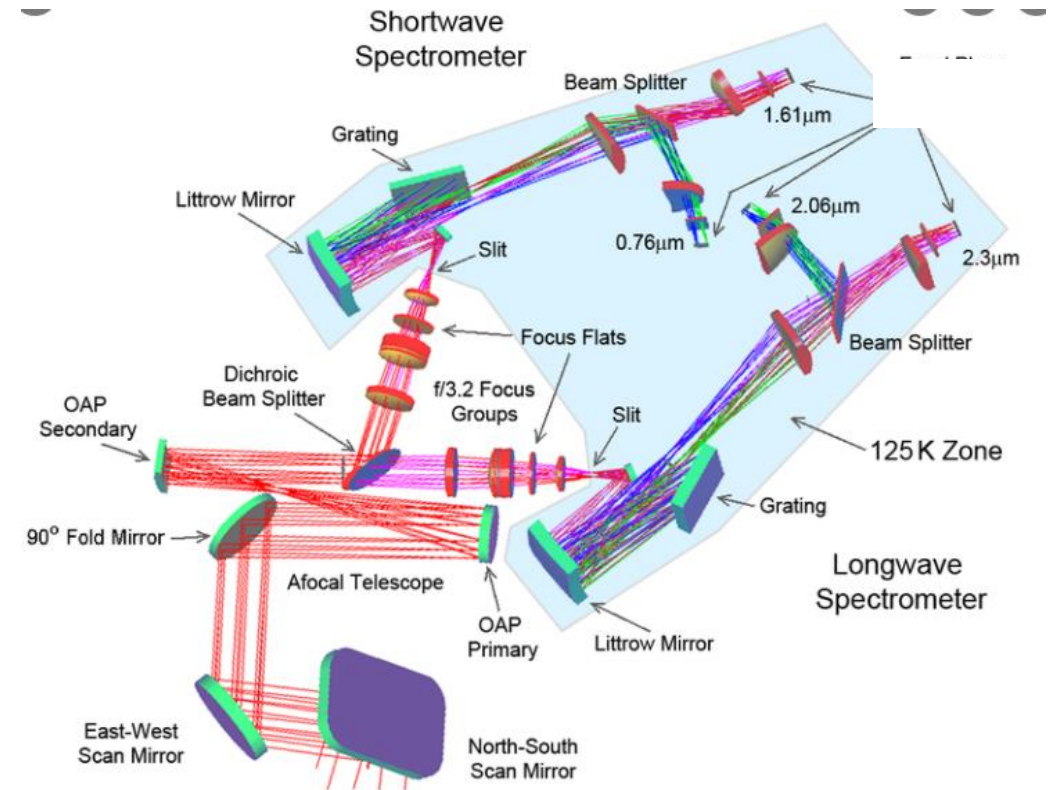 Shortwave
Spectrometer
Beam Splitter
1.61μm
Grating
Littrow Mirror
2.06μm
0.76μm
Slit
2.3μm
Focus Flats
Beam Splitter
Dichroic
Beam Splitter
f/3.2 Focus
Groups
OAP
Secondary
Slit
125 K Zone
Grating
90° Fold Mirror
Afocal Telescope
Longwave
Spectrometer
OAP
Primary
Littrow Mirror
East-West
Scan Mirror
North-South
Scan Mirror